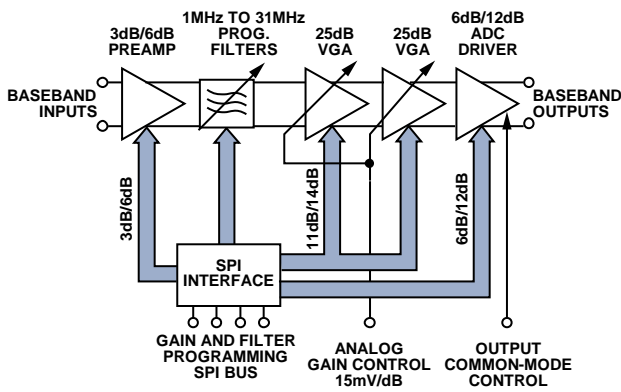 3dB/6dB
PREAMP
1MHz TO 31MHz
PROG.
FILTERS
25dB
VGA
25dB
VGA
6dB/12dB
ADC
DRIVER
BASEBAND
INPUTS
BASEBAND
OUTPUTS
3dB/6dB
11dB/14dB
6dB/12dB
SPI
INTERFACE
GAIN AND FILTER
PROGRAMMING
SPI BUS
ANALOG
GAIN CONTROL
15mV/dB
OUTPUT
COMMON-MODE
CONTROL